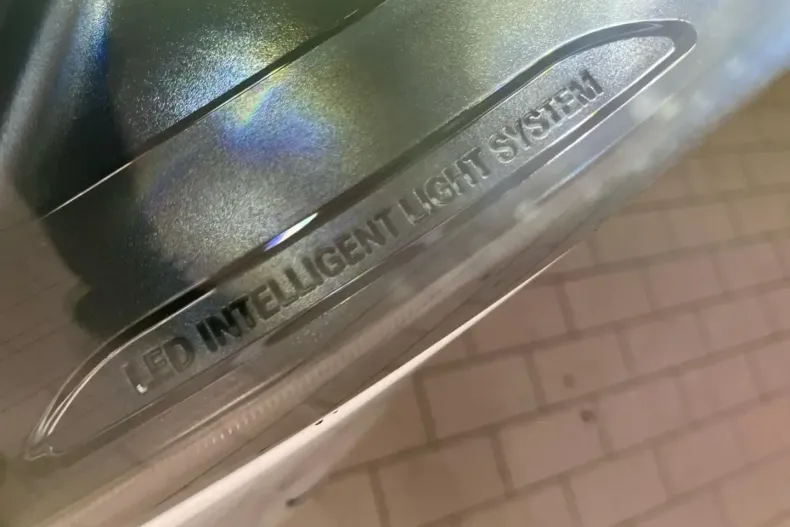 LED INTELLIGENT LIGHT SYSTEM